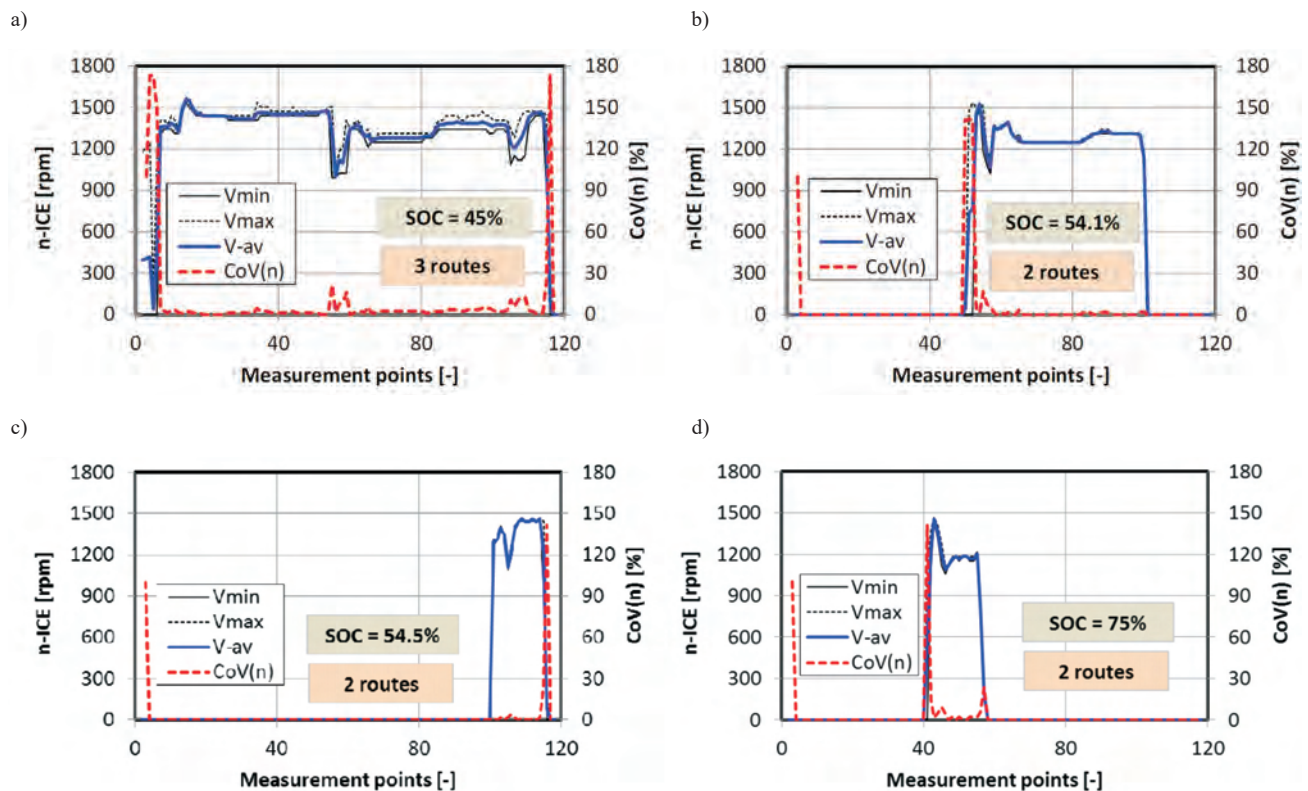 a)
b)
1800
1500
1200
900
600
300
0
n-ICE [rpm]
180
150
120
90
60
30
0
CoV(n) [%]
Vmin
Vmax
V-av
CoV(n)
SOC = 45%
3 routes
0
40
80
120
Measurement points [-]
1800
1500
1200
900
600
300
0
n-ICE [rpm]
180
150
120
90
60
30
0
CoV(n) [%]
Vmin
Vmax
V-av
CoV(n)
SOC = 54.1%
2 routes
0
40
80
120
Measurement points [-]
c)
d)
1800
1500
1200
900
600
300
0
n-ICE [rpm]
180
150
120
90
60
30
0
CoV(n) [%]
Vmin
Vmax
V-av
CoV(n)
SOC = 54.5%
2 routes
0
40
80
120
Measurement points [-]
1800
1500
1200
900
600
300
0
n-ICE [rpm]
180
150
120
90
60
30
0
CoV(n) [%]
Vmin
Vmax
V-av
CoV(n)
SOC = 75%
2 routes
0
40
80
120
Measurement points [-]